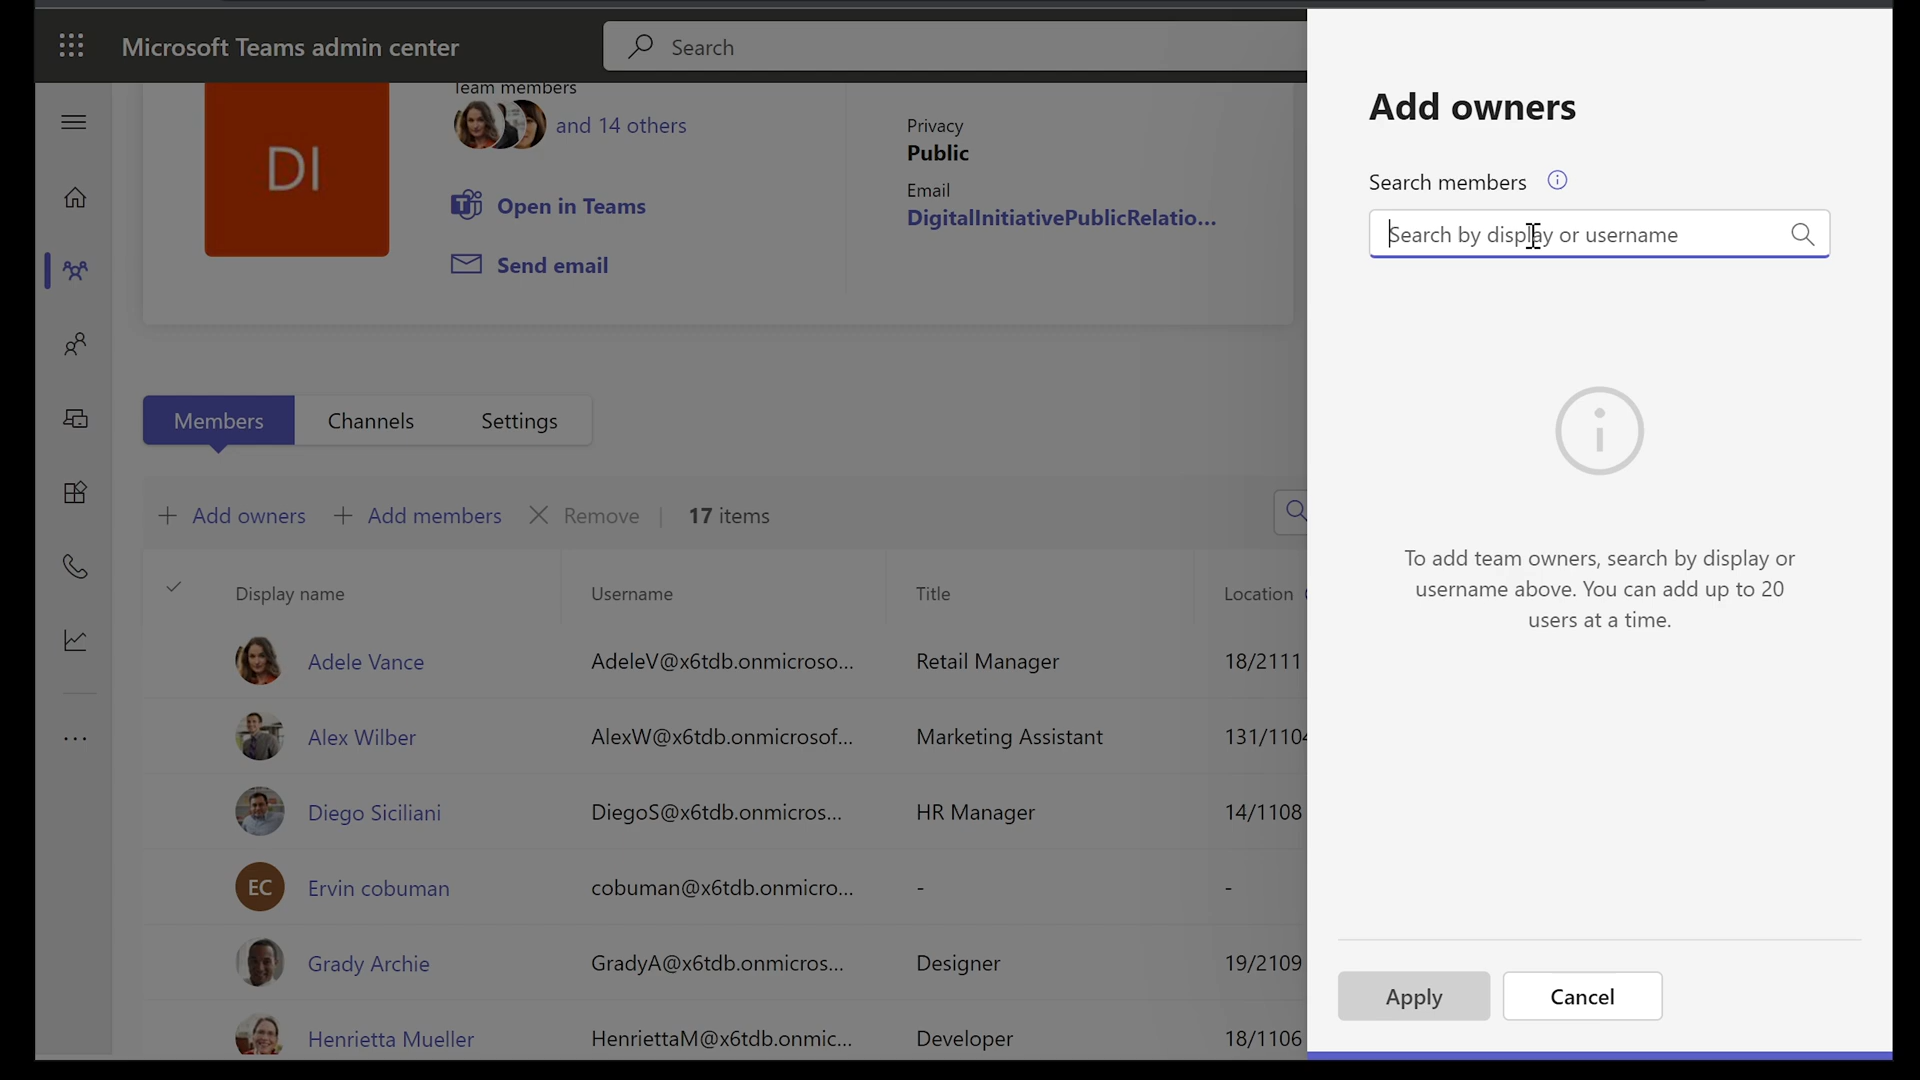 Microsoft Teams admin center
Search
DI
Team members
and 14 others
Open in Teams
Send email
Privacy
Public
Email
DigitalInitiativePublicRelatio...
Members
Channels
Settings
Add owners
Add members
Remove
17 items
Display name
Username
Title
Location
Adele Vance
AdeleV@x6tdb.onmicroso...
Retail Manager
18/2111
Alex Wilber
AlexW@x6tdb.onmicrosof...
Marketing Assistant
131/1104
Diego Siciliani
DiegoS@x6tdb.onmicros...
HR Manager
14/1108
EC
Ervin cobuman
cobuman@x6tdb.onmicro...
-
-
Grady Archie
GradyA@x6tdb.onmicros...
Designer
19/2109
Henrietta Mueller
HenriettaM@x6tdb.onmic...
Developer
18/1106
Add owners
Search members
Search by display or username
To add team owners, search by display or
username above. You can add up to 20
users at a time.
Apply
Cancel